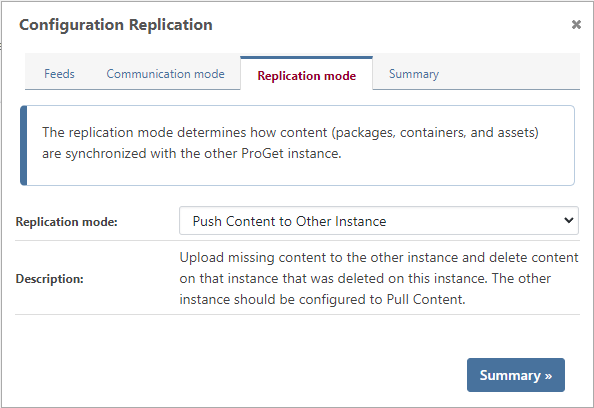 Configuration Replication
Feeds Communication mode Replication mode Summary
The replication mode determines how content (packages, containers, and assets)
are synchronized with the other ProGet instance.
Replication mode: Push Content to Other Instance
Upload missing content to the other instance and delete content
Description: on that instance that was deleted on this instance. The other
instance should be configured to Pull Content.
Summary »